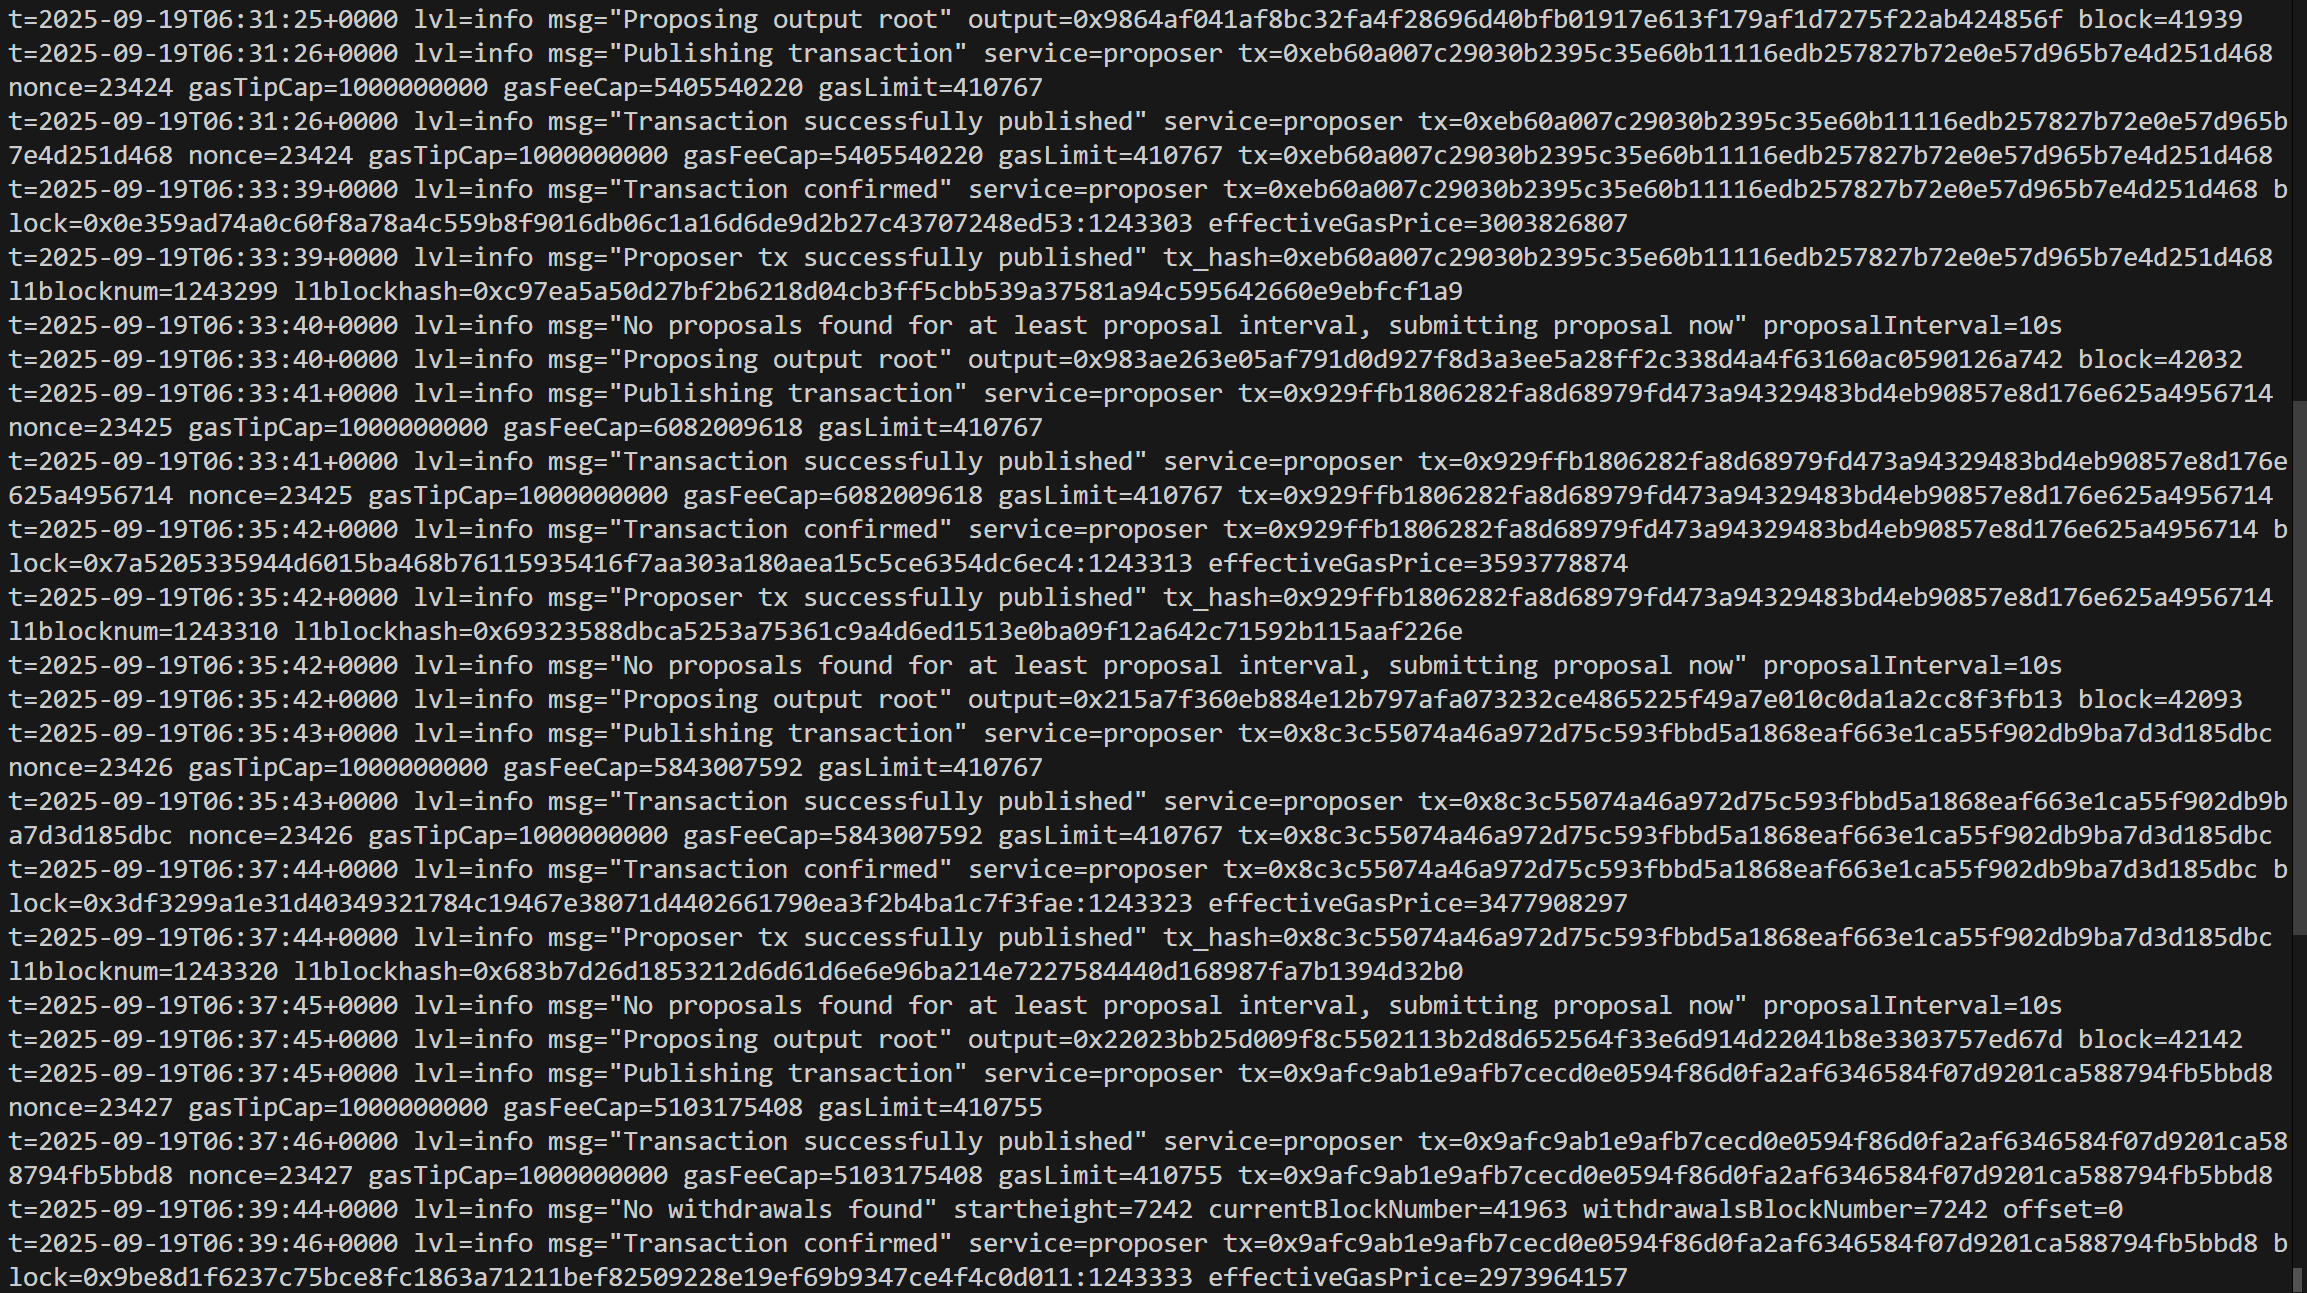 t=2025-09-19T06:31:25+0000 lvl=info msg="Proposing output root" output=0x9864af041af8bc32fa4f28696d40bfb01917e613f179af1d7275f22ab424856f block=41939
t=2025-09-19T06:31:26+0000 lvl=info msg="Publishing transaction" service=proposer tx=0xeb60a007c29030b2395c35e60b11116edb257827b72e0e57d965b7e4d251d468
nonce=23424 gasTipCap=1000000000 gasFeeCap=5405540220 gasLimit=410767
t=2025-09-19T06:31:26+0000 lvl=info msg="Transaction successfully published" service=proposer tx=0xeb60a007c29030b2395c35e60b11116edb257827b72e0e57d965b
7e4d251d468 nonce=23424 gasTipCap=1000000000 gasFeeCap=5405540220 gasLimit=410767 tx=0xeb60a007c29030b2395c35e60b11116edb257827b72e0e57d965b7e4d251d468
t=2025-09-19T06:33:39+0000 lvl=info msg="Transaction confirmed" service=proposer tx=0xeb60a007c29030b2395c35e60b11116edb257827b72e0e57d965b7e4d251d468 b
lock=0x0e359ad74a0c60f8a78a4c559b8f9016db06c1a16d6de9d2b27c43707248ed53:1243303 effectiveGasPrice=3003826807
t=2025-09-19T06:33:39+0000 lvl=info msg="Proposer tx successfully published" tx_hash=0xeb60a007c29030b2395c35e60b11116edb257827b72e0e57d965b7e4d251d468
l1blocknum=1243299 l1blockhash=0xc97ea5a50d27bf2b6218d04cb3ff5cbb539a37581a94c595642660e9ebfcf1a9
t=2025-09-19T06:33:40+0000 lvl=info msg="No proposals found for at least proposal interval, submitting proposal now" proposalInterval=10s
t=2025-09-19T06:33:40+0000 lvl=info msg="Proposing output root" output=0x983ae263e05af791d0d927f8d3a3ee5a28ff2c338d4a4f63160ac0590126a742 block=42032
t=2025-09-19T06:33:41+0000 lvl=info msg="Publishing transaction" service=proposer tx=0x929ffb1806282fa8d68979fd473a94329483bd4eb90857e8d176e625a4956714
nonce=23425 gasTipCap=1000000000 gasFeeCap=6082009618 gasLimit=410767
t=2025-09-19T06:33:41+0000 lvl=info msg="Transaction successfully published" service=proposer tx=0x929ffb1806282fa8d68979fd473a94329483bd4eb90857e8d176e
625a4956714 nonce=23425 gasTipCap=1000000000 gasFeeCap=6082009618 gasLimit=410767 tx=0x929ffb1806282fa8d68979fd473a94329483bd4eb90857e8d176e625a4956714
t=2025-09-19T06:35:42+0000 lvl=info msg="Transaction confirmed" service=proposer tx=0x929ffb1806282fa8d68979fd473a94329483bd4eb90857e8d176e625a4956714 b
lock=0x7a5205335944d6015ba468b76115935416f7aa303a180aea15c5ce6354dc6ec4:1243313 effectiveGasPrice=3593778874
t=2025-09-19T06:35:42+0000 lvl=info msg="Proposer tx successfully published" tx_hash=0x929ffb1806282fa8d68979fd473a94329483bd4eb90857e8d176e625a4956714
l1blocknum=1243310 l1blockhash=0x69323588dbca5253a75361c9a4d6ed1513e0ba09f12a642c71592b115aaf226e
t=2025-09-19T06:35:42+0000 lvl=info msg="No proposals found for at least proposal interval, submitting proposal now" proposalInterval=10s
t=2025-09-19T06:35:42+0000 lvl=info msg="Proposing output root" output=0x215a7f360eb884e12b797afa073232ce4865225f49a7e010c0da1a2cc8f3fb13 block=42093
t=2025-09-19T06:35:43+0000 lvl=info msg="Publishing transaction" service=proposer tx=0x8c3c55074a46a972d75c593fbbd5a1868eaf663e1ca55f902db9ba7d3d185dbc
nonce=23426 gasTipCap=1000000000 gasFeeCap=5843007592 gasLimit=410767
t=2025-09-19T06:35:43+0000 lvl=info msg="Transaction successfully published" service=proposer tx=0x8c3c55074a46a972d75c593fbbd5a1868eaf663e1ca55f902db9b
a7d3d185dbc nonce=23426 gasTipCap=1000000000 gasFeeCap=5843007592 gasLimit=410767 tx=0x8c3c55074a46a972d75c593fbbd5a1868eaf663e1ca55f902db9ba7d3d185dbc
t=2025-09-19T06:37:44+0000 lvl=info msg="Transaction confirmed" service=proposer tx=0x8c3c55074a46a972d75c593fbbd5a1868eaf663e1ca55f902db9ba7d3d185dbc b
lock=0x3df3299a1e31d40349321784c19467e38071d4402661790ea3f2b4ba1c7f3fae:1243323 effectiveGasPrice=3477908297
t=2025-09-19T06:37:44+0000 lvl=info msg="Proposer tx successfully published" tx_hash=0x8c3c55074a46a972d75c593fbbd5a1868eaf663e1ca55f902db9ba7d3d185dbc
l1blocknum=1243320 l1blockhash=0x683b7d26d1853212d6d61d6e6e96ba214e7227584440d168987fa7b1394d32b0
t=2025-09-19T06:37:45+0000 lvl=info msg="No proposals found for at least proposal interval, submitting proposal now" proposalInterval=10s
t=2025-09-19T06:37:45+0000 lvl=info msg="Proposing output root" output=0x22023bb25d009f8c5502113b2d8d652564f33e6d914d22041b8e3303757ed67d block=42142
t=2025-09-19T06:37:45+0000 lvl=info msg="Publishing transaction" service=proposer tx=0x9afc9ab1e9afb7cecd0e0594f86d0fa2af6346584f07d9201ca588794fb5bbd8
nonce=23427 gasTipCap=1000000000 gasFeeCap=5103175408 gasLimit=410755
t=2025-09-19T06:37:46+0000 lvl=info msg="Transaction successfully published" service=proposer tx=0x9afc9ab1e9afb7cecd0e0594f86d0fa2af6346584f07d9201ca58
8794fb5bbd8 nonce=23427 gasTipCap=1000000000 gasFeeCap=5103175408 gasLimit=410755 tx=0x9afc9ab1e9afb7cecd0e0594f86d0fa2af6346584f07d9201ca588794fb5bbd8
t=2025-09-19T06:39:44+0000 lvl=info msg="No withdrawals found" startheight=7242 currentBlockNumber=41963 withdrawalsBlockNumber=7242 offset=0
t=2025-09-19T06:39:46+0000 lvl=info msg="Transaction confirmed" service=proposer tx=0x9afc9ab1e9afb7cecd0e0594f86d0fa2af6346584f07d9201ca588794fb5bbd8 b
lock=0x9be8d1f6237c75bce8fc1863a71211bef82509228e19ef69b9347ce4f4c0d011:1243333 effectiveGasPrice=2973964157